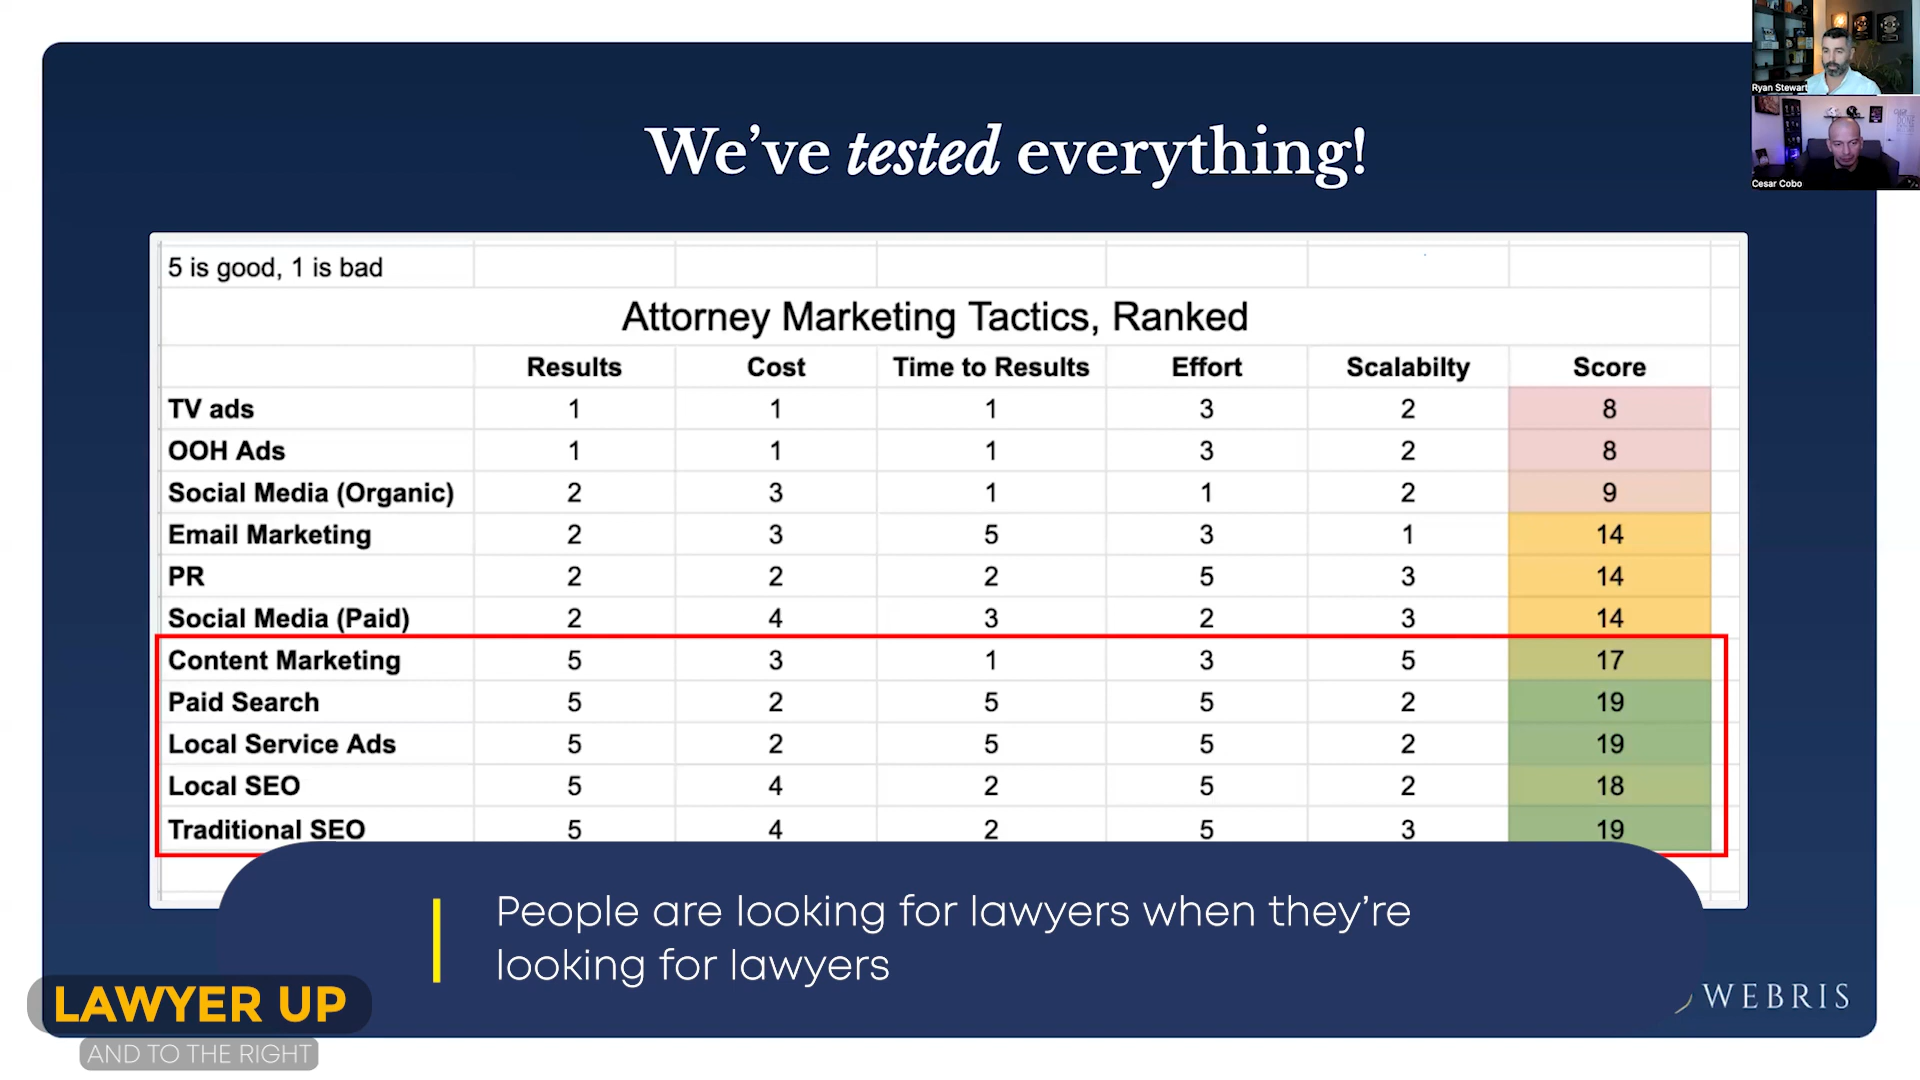 Ryan Stewart
Cesar Cobo
We've tested everything!
5 is good, 1 is bad
Attorney Marketing Tactics, Ranked
Results Cost Time to Results Effort Scalabilty Score
TV ads 1 1 1 3 2 8
OOH Ads 1 1 1 3 2 8
Social Media (Organic) 2 3 1 1 2 9
Email Marketing 2 3 5 3 1 14
PR 2 2 2 5 3 14
Social Media (Paid) 2 4 3 2 3 14
Content Marketing 5 3 1 3 5 17
Paid Search 5 2 5 5 2 19
Local Service Ads 5 2 5 5 2 19
Local SEO 5 4 2 5 2 18
Traditional SEO 5 4 2 5 3 19
People are looking for lawyers when they're
looking for lawyers
LAWYER UP
AND TO THE RIGHT
WEBRIS